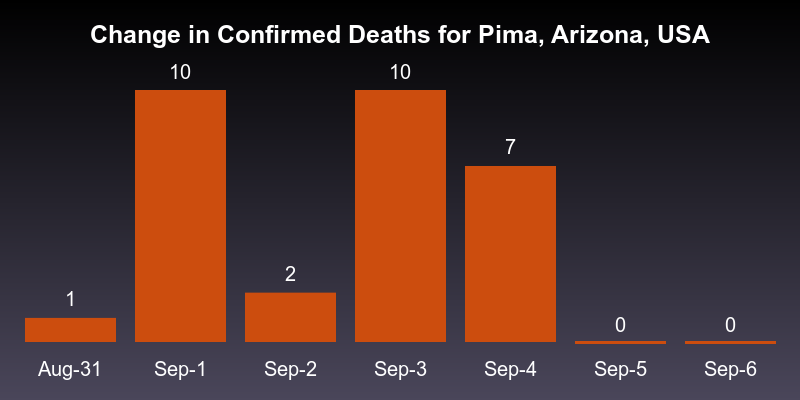 Change in Confirmed Deaths for Pima, Arizona, USA
10
10
7
2
1
0
0
Aug-31
Sep-1
Sep-2
Sep-3
Sep-4
Sep-5
Sep-6